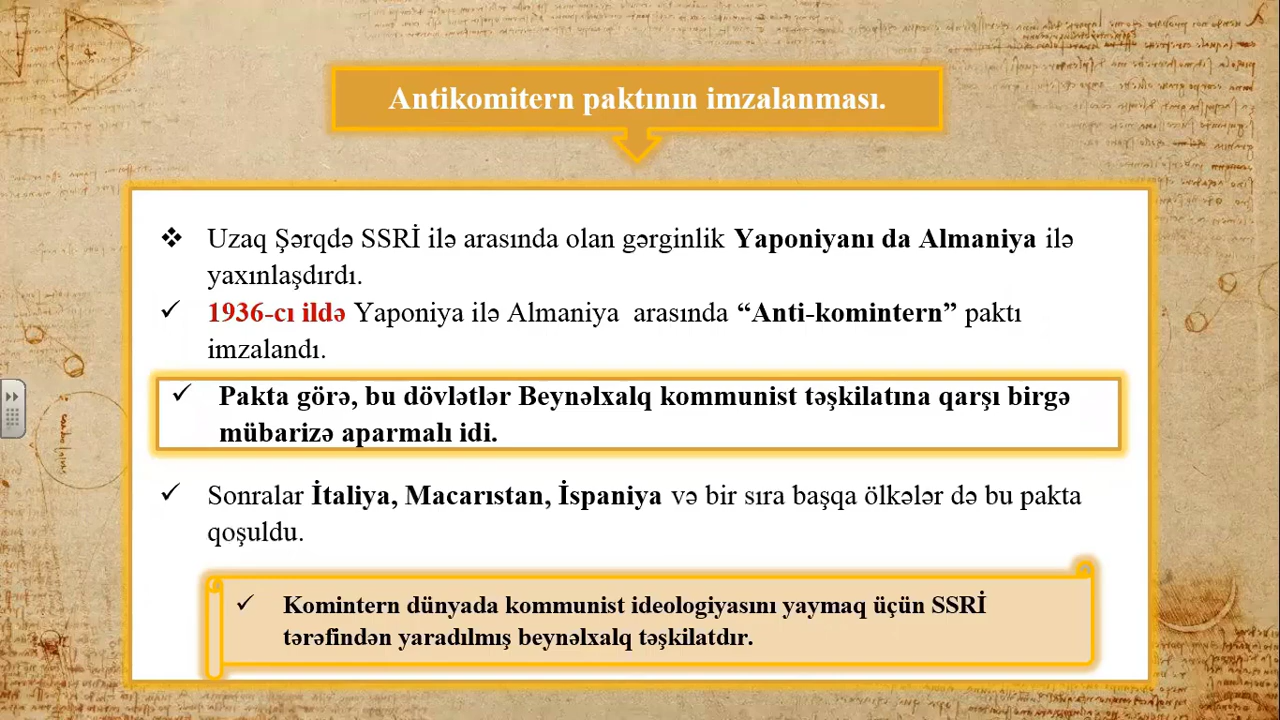 Antikomitern paktının imzalanması.
Uzaq Şərqdə SSRİ ilə arasında olan gərginlik Yaponiyanı da Almaniya ilə
yaxınlaşdırdı.
1936-cı ildə Yaponiya ilə Almaniya arasında “Anti-komintern” paktı
imzalandı.
Pakta görə, bu dövlətlər Beynəlxalq kommunist təşkilatına qarşı birgə
mübarizə aparmalı idi.
Sonralar İtaliya, Macarıstan, İspaniya və bir sıra başqa ölkələr də bu pakta
qoşuldu.
Komintern dünyada kommunist ideologiyasını yaymaq üçün SSRİ
tərəfindən yaradılmış beynəlxalq təşkilatdır.